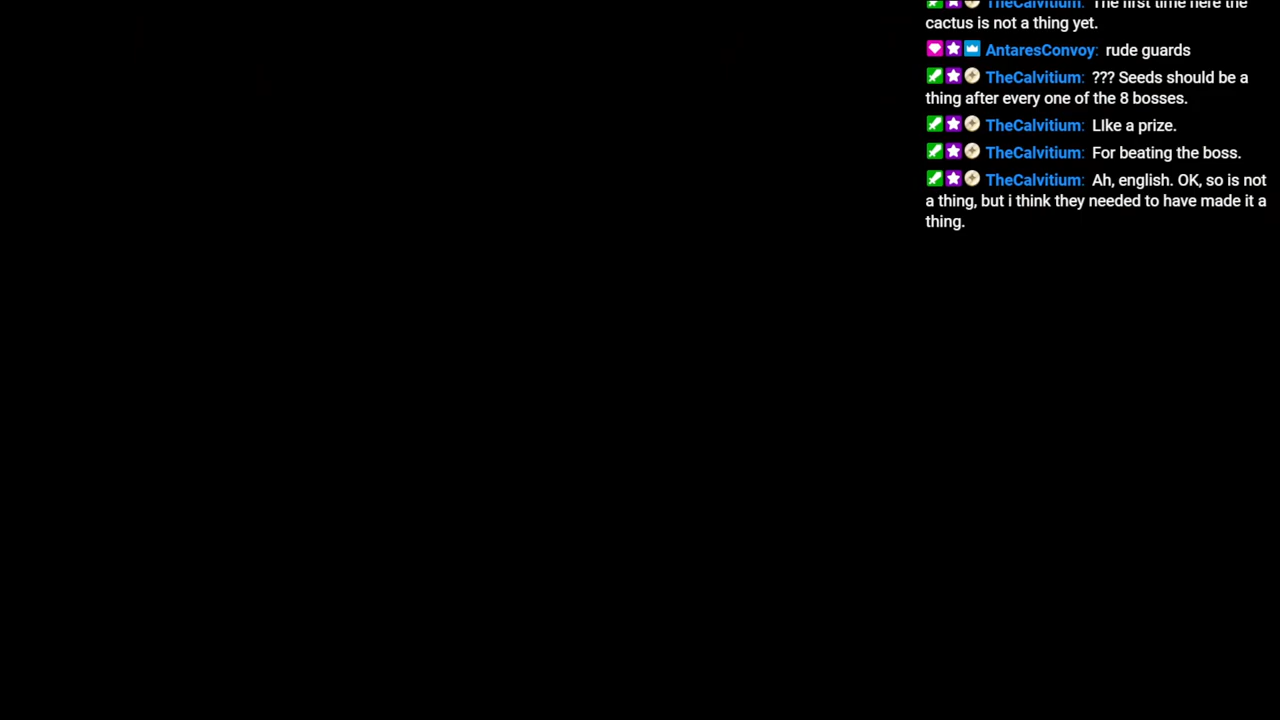 TheCalvitium: The first time here the
cactus is not a thing yet.
AntaresConvoy: rude guards
TheCalvitium: ??? Seeds should be a
thing after every one of the 8 bosses.
TheCalvitium: LIke a prize.
TheCalvitium: For beating the boss.
TheCalvitium: Ah, english. OK, so is not
a thing, but i think they needed to have made it a
thing.